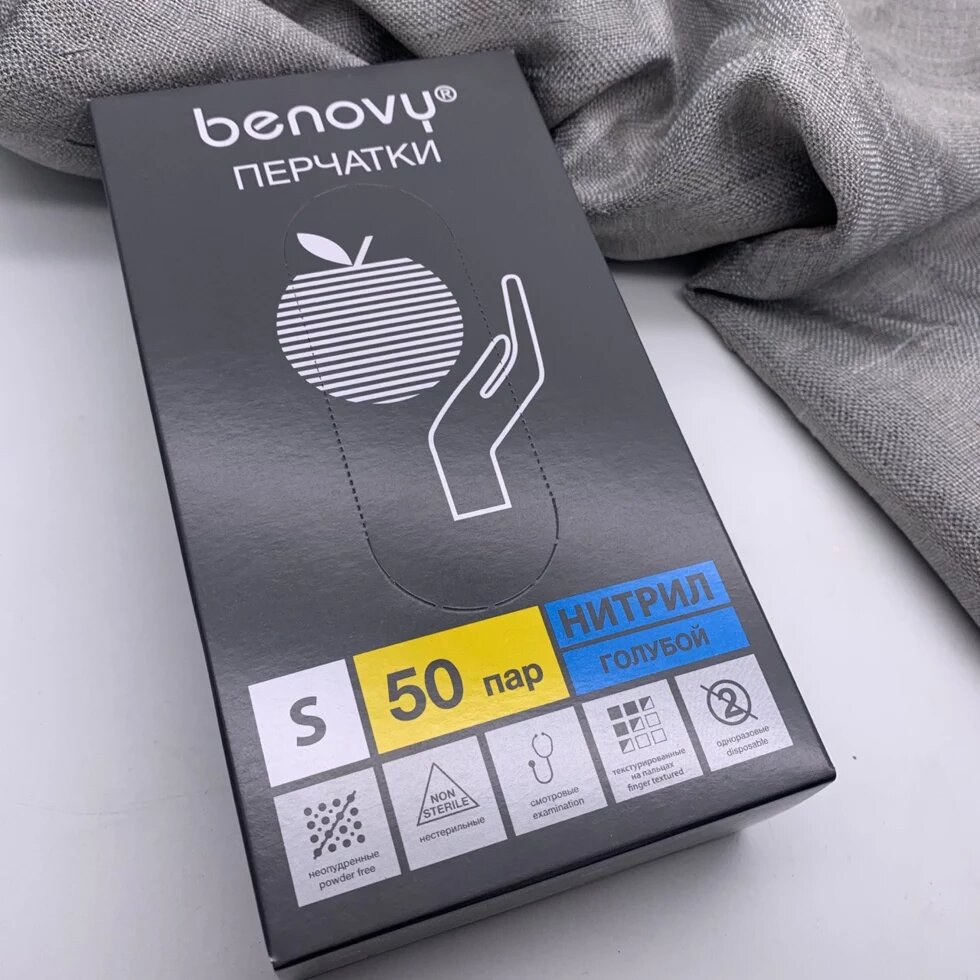 benovy®
ПЕРЧАТКИ
НИТРИЛ
ГОЛУБОЙ
S
50 пар
неопудренные
powder free
NON
STERILE
нестерильные
смотровые
examination
текстурированные
на пальцах
finger textured
2
одноразовые
disposable